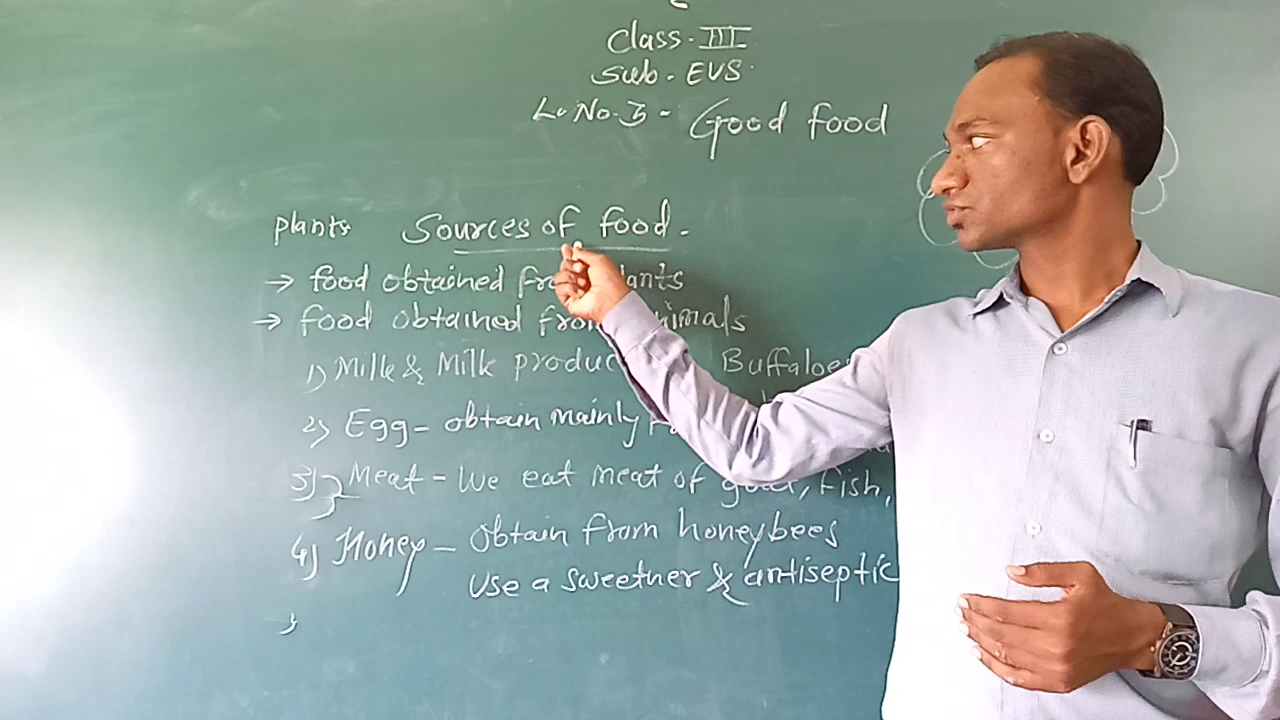 Class. III
Sub. EVS.
L. No. 5 - Good food
plants Sources of food.
→ food obtained from plants
→ food obtained from animals
1) Milk & Milk produc Buffaloe
2) Egg - obtain mainly
3) Meat - We eat meat of goat, fish,
4) Honey - Obtain from honeybees
Use a sweetner & antiseptic